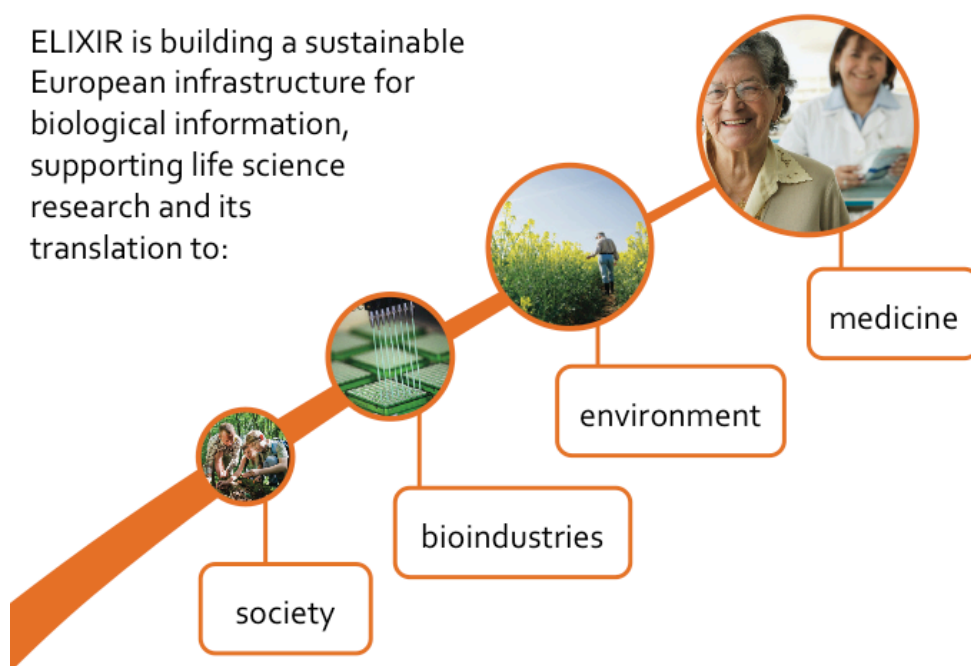 ELIXIR is building a sustainable
European infrastructure for
biological information,
supporting life science
research and its
translation to:
medicine
environment
bioindustries
society